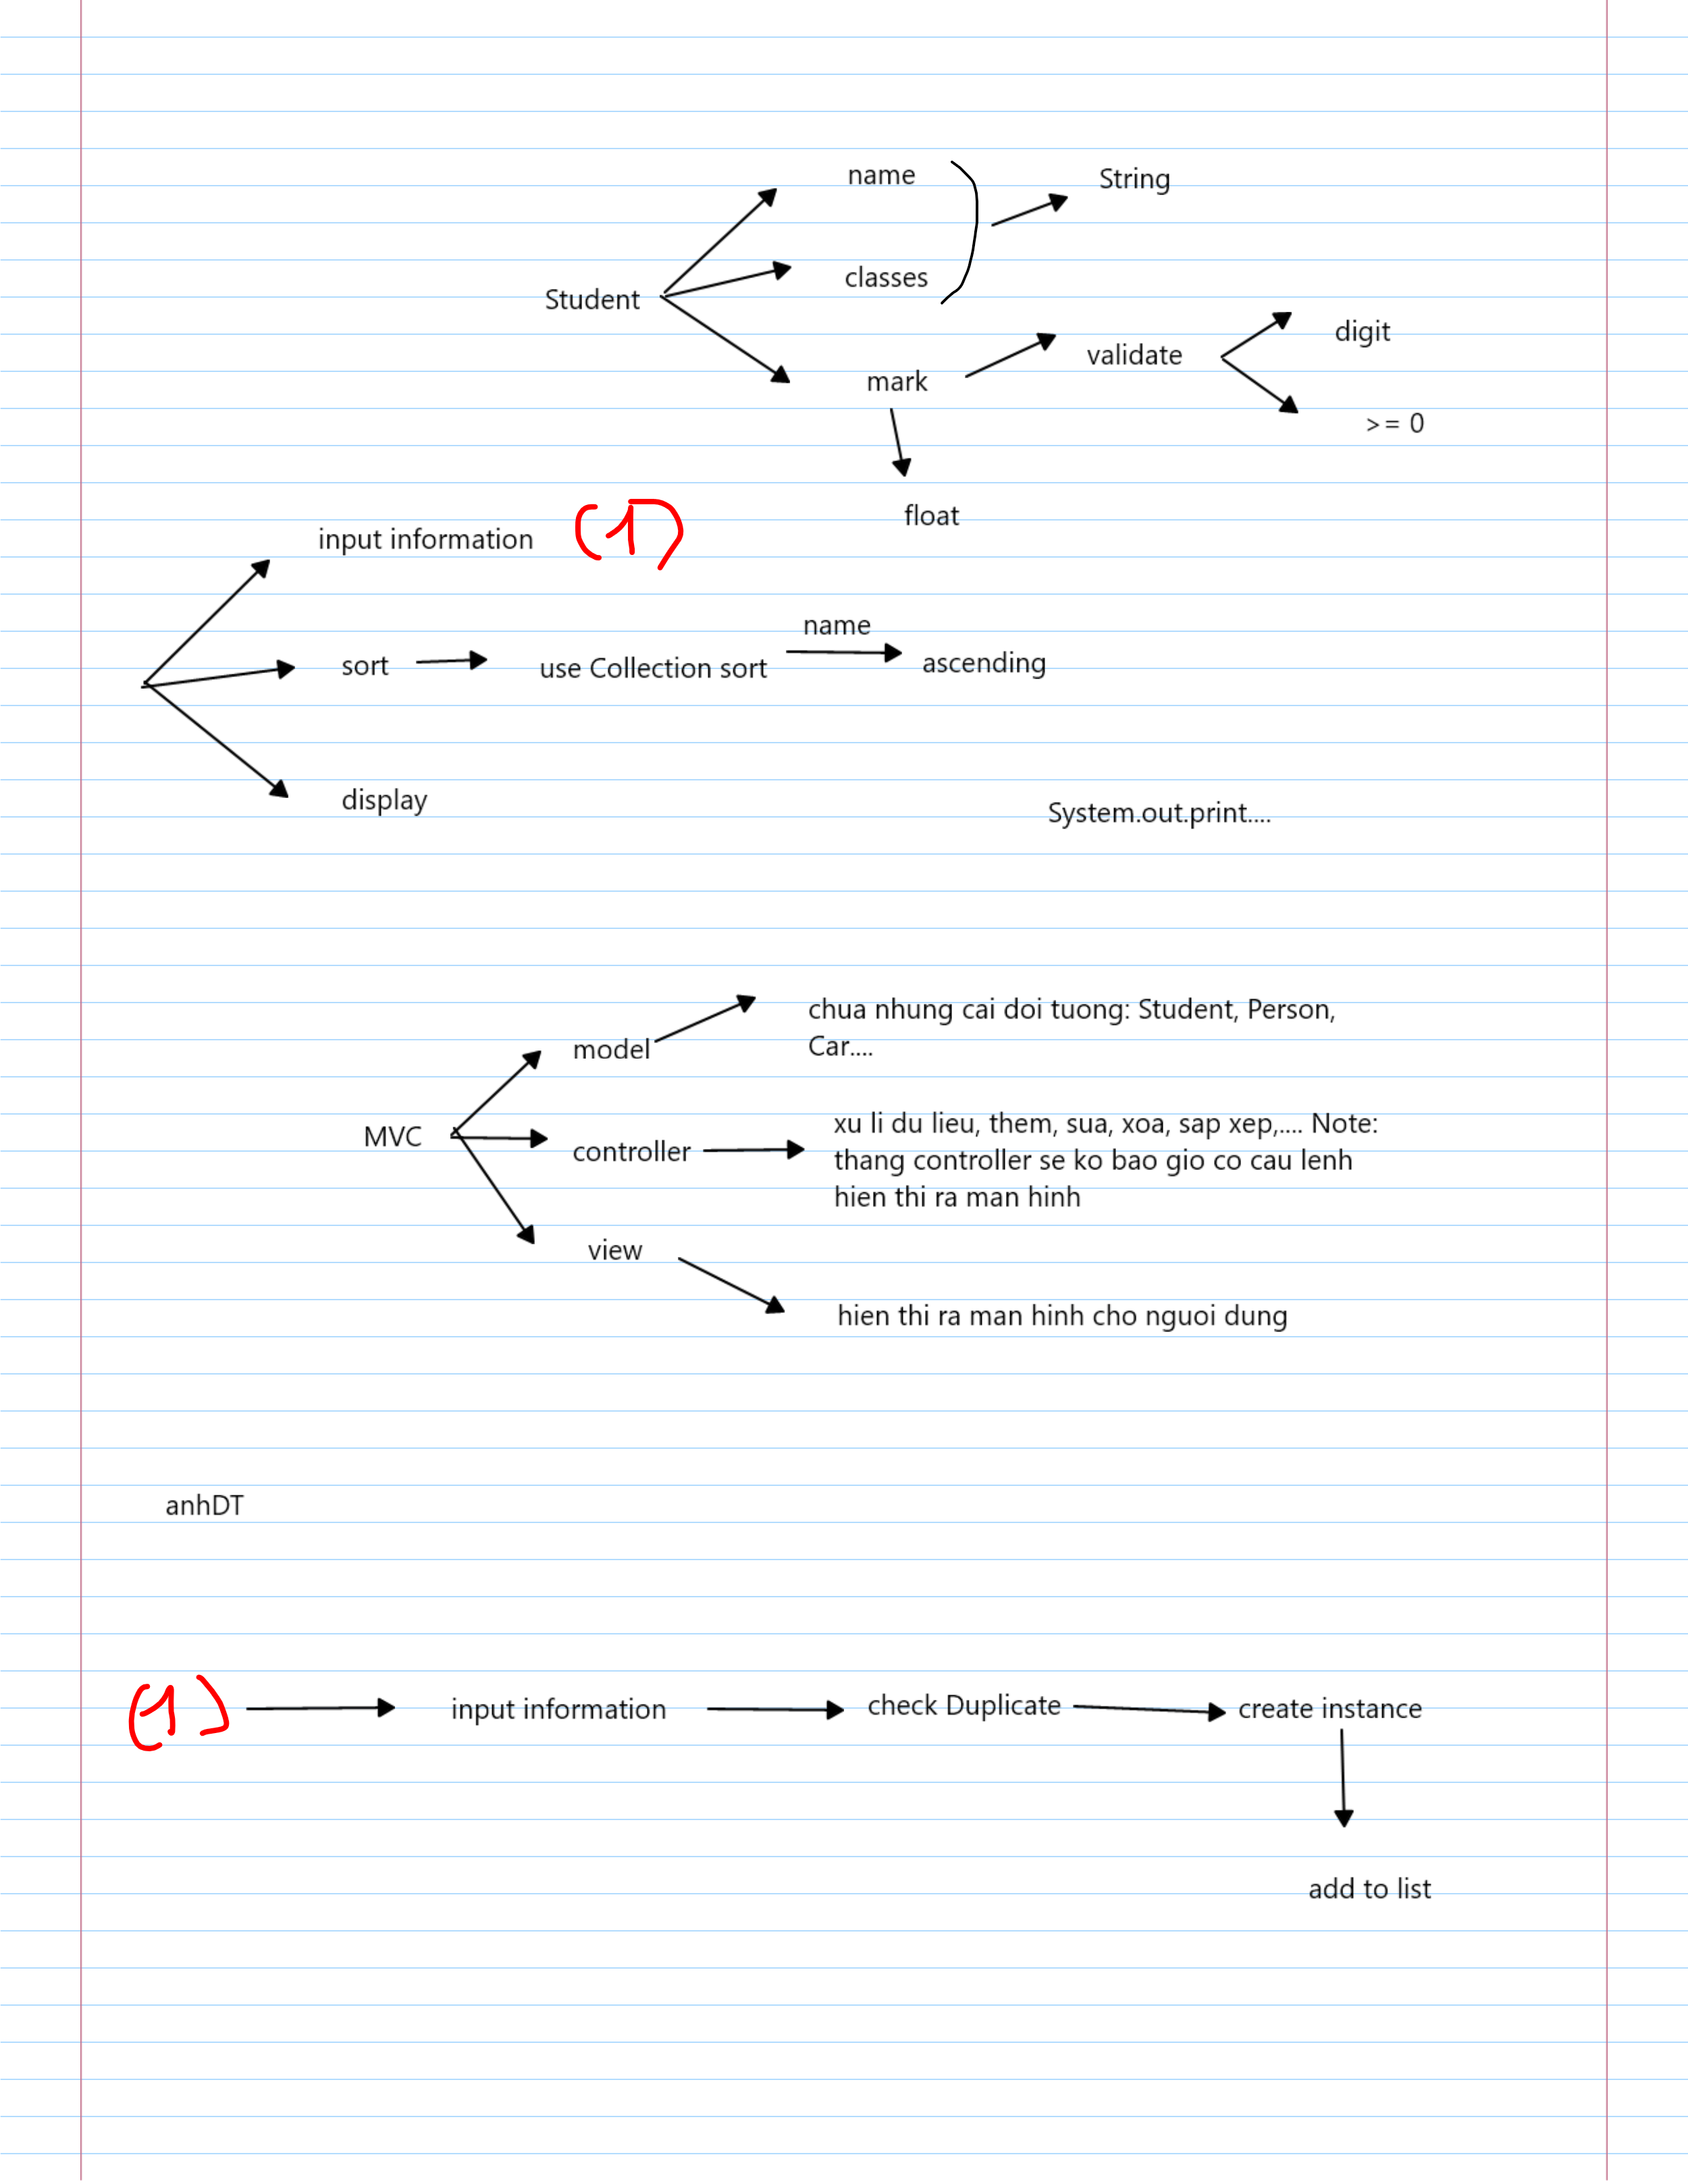 name
String
classes
Student
digit
validate
mark
>= 0
float
input information (1)
name
sort
use Collection sort
ascending
display
System.out.print....
chua nhung cai doi tuong: Student, Person,
Car....
model
xu li du lieu, them, sua, xoa, sap xep,.... Note:
thang controller se ko bao gio co cau lenh
hien thi ra man hinh
MVC
controller
view
hien thi ra man hinh cho nguoi dung
anhDT
(1)
input information
check Duplicate
create instance
add to list